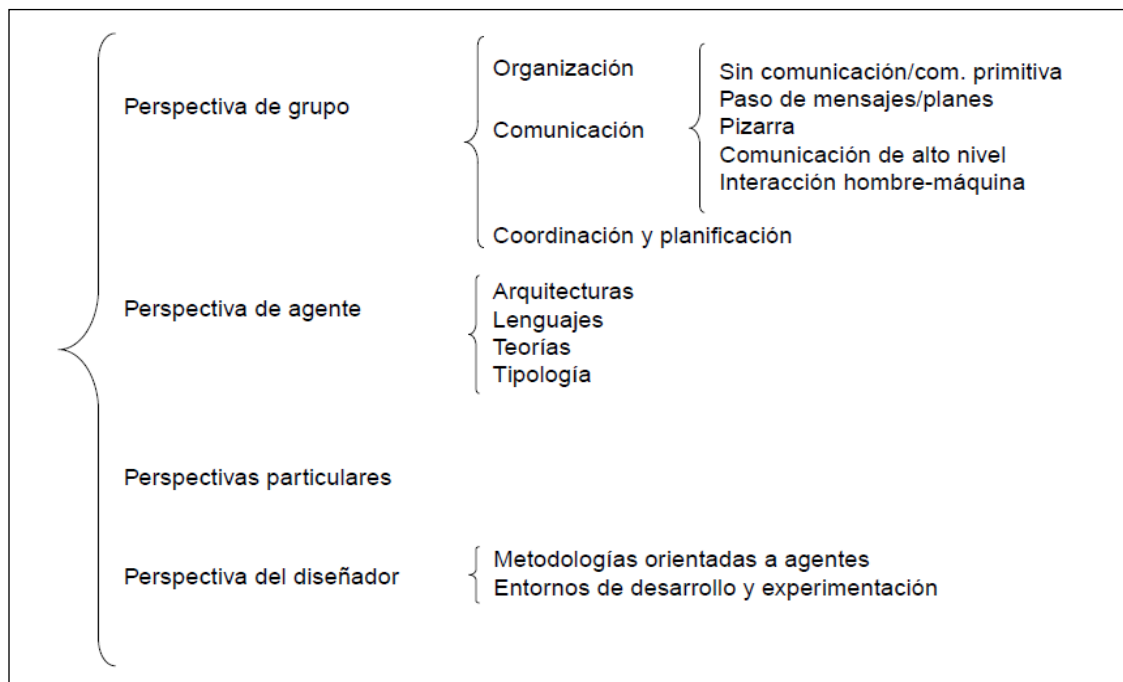 Perspectiva de grupo
Organización
Comunicación
Sin comunicación/com. primitiva
Paso de mensajes/planes
Pizarra
Comunicación de alto nivel
Interacción hombre-máquina
Coordinación y planificación
Perspectiva de agente
Arquitecturas
Lenguajes
Teorías
Tipología
Perspectivas particulares
Perspectiva del diseñador
Metodologías orientadas a agentes
Entornos de desarrollo y experimentación